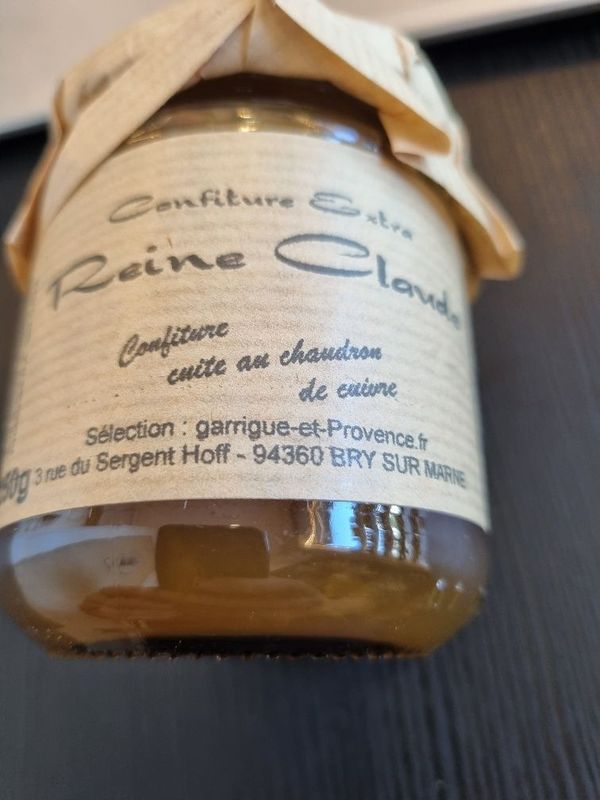 Confiture Extra
Reine Claude
Confiture
cuite au chaudron
de cuivre
Sélection : garrigue-et-Provence.fr
3 rue du Sergent Hoff - 94360 BRY SUR MARNE